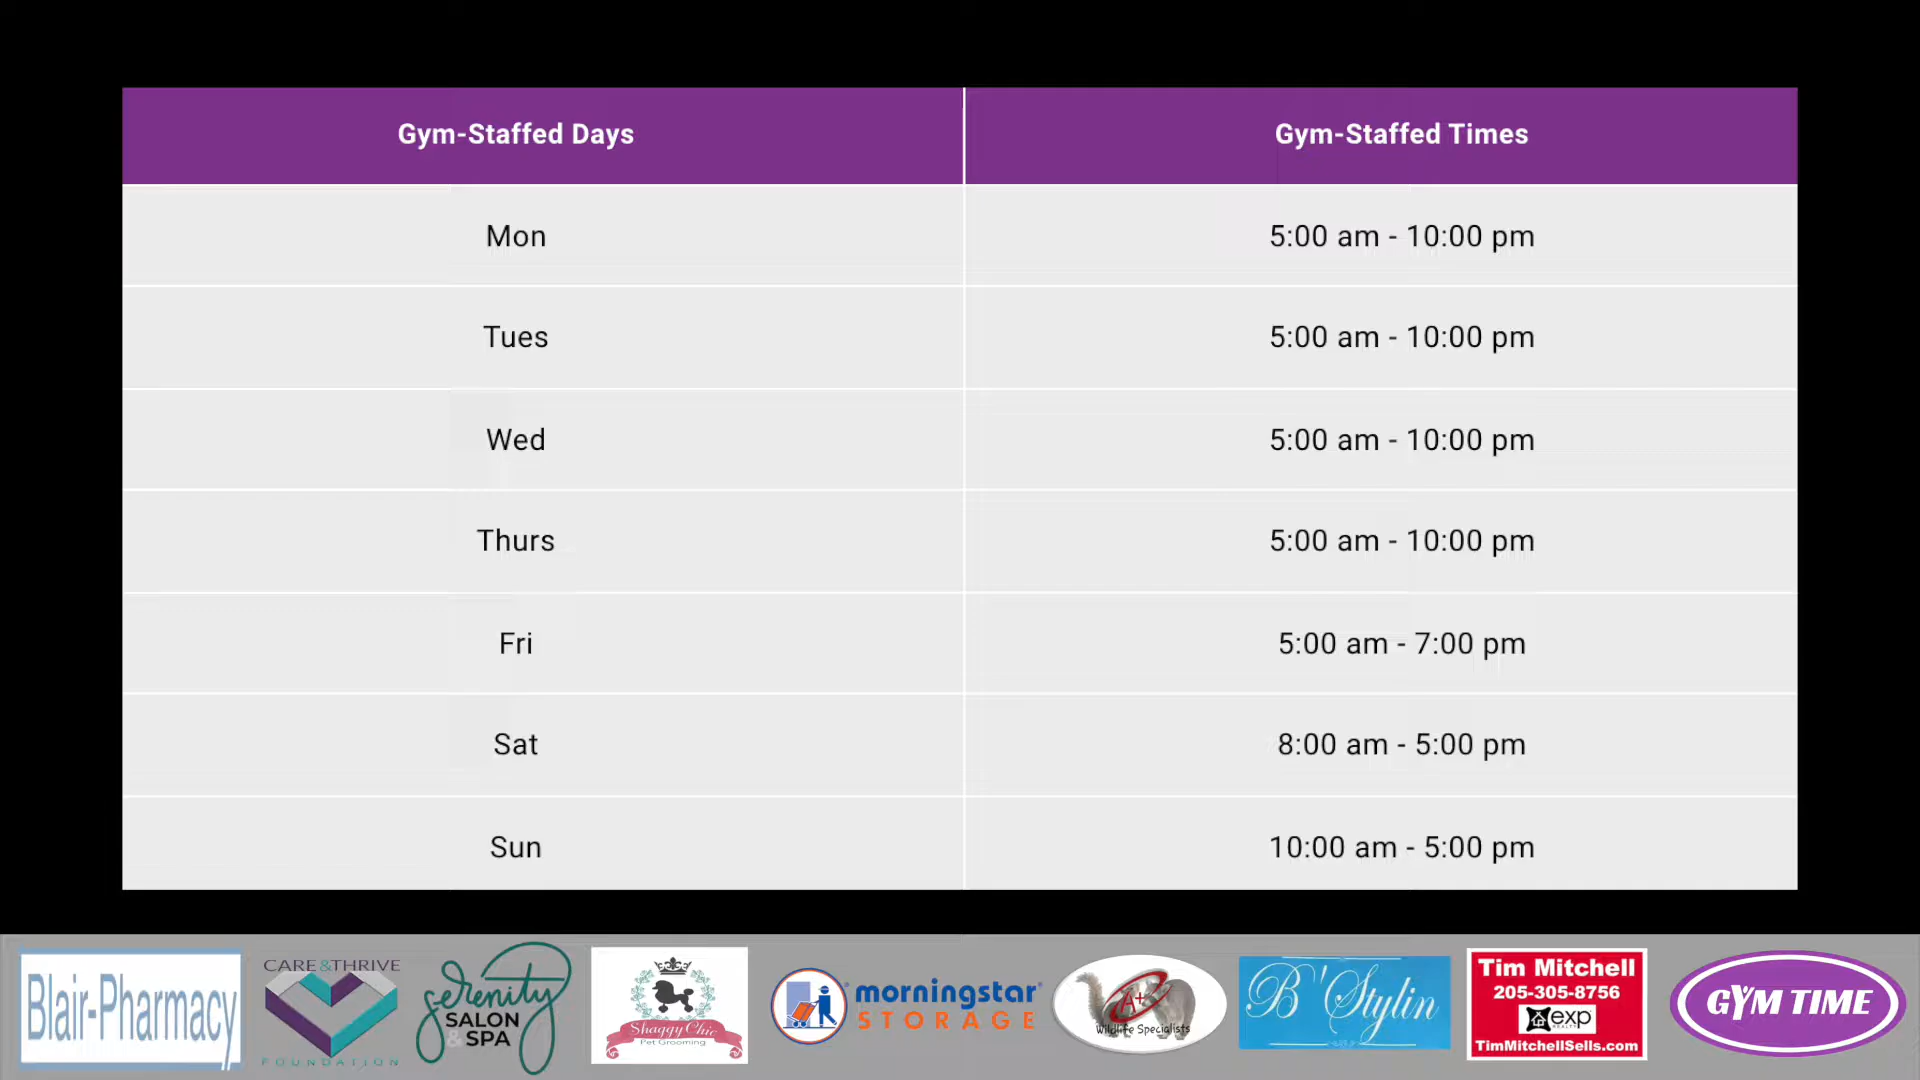 Gym-Staffed Days Gym-Staffed Times
Mon 5:00 am - 10:00 pm
Tues 5:00 am - 10:00 pm
Wed 5:00 am - 10:00 pm
Thurs 5:00 am - 10:00 pm
Fri 5:00 am - 7:00 pm
Sat 8:00 am - 5:00 pm
Sun 10:00 am - 5:00 pm
Blair-Pharmacy
CARE&THRIVE
FOUNDATION
serenity
SALON
& SPA
Shaggy Chic
Pet Grooming
morningstar
STORAGE
A+
Wildlife Specialists
B'Stylin
Tim Mitchell
205-305-8756
exp
REALTY
TimMitchellSells.com
GYM TIME